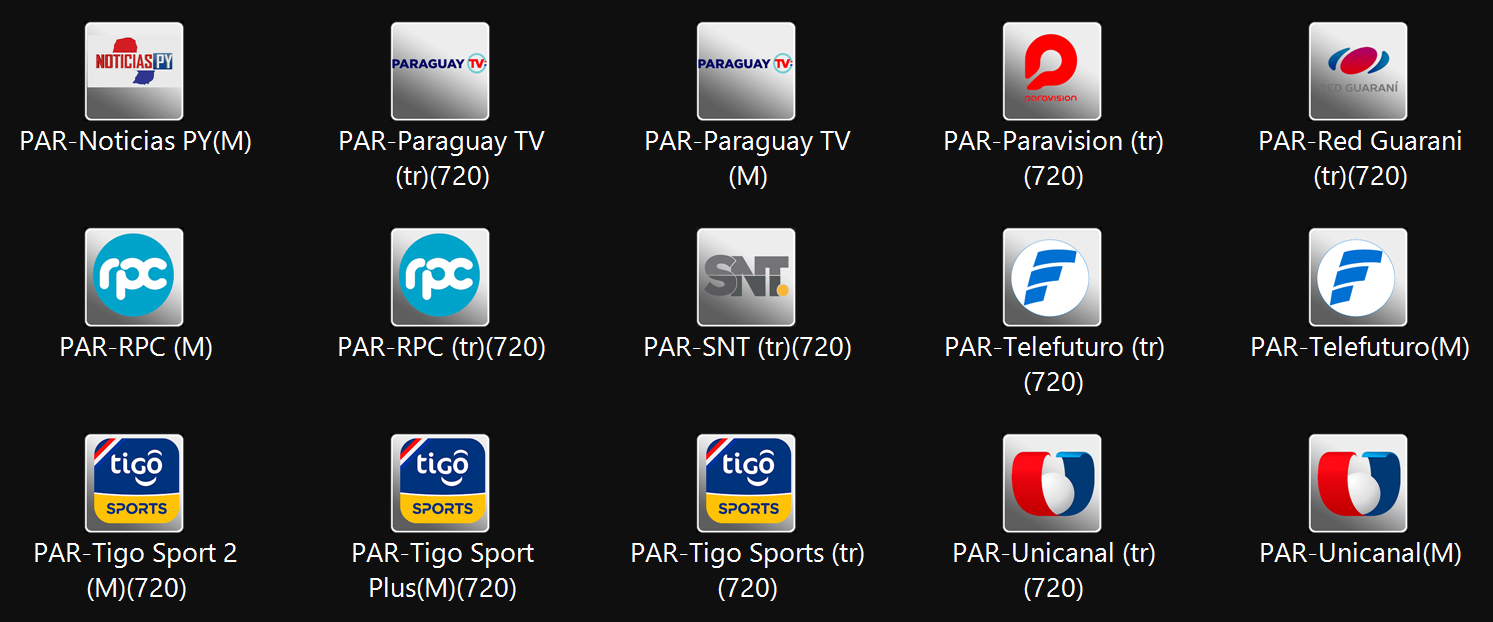 NOTICIAS PY
PARAGUAY TV:
PARAGUAY TV:
paravision
RED GUARANÍ
PAR-Noticias PY(M)
PAR-Paraguay TV
(tr)(720)
PAR-Paraguay TV
(M)
PAR-Paravision (tr)
(720)
PAR-Red Guarani
(tr)(720)
rpc
rpc
SNT.
F
F
PAR-RPC (M)
PAR-RPC (tr)(720)
PAR-SNT (tr)(720)
PAR-Telefuturo (tr)
(720)
PAR-Telefuturo(M)
tigo
SPORTS
tigo
SPORTS
tigo
SPORTS
PAR-Tigo Sport 2
(M)(720)
PAR-Tigo Sport
Plus(M)(720)
PAR-Tigo Sports (tr)
(720)
PAR-Unicanal (tr)
(720)
PAR-Unicanal(M)